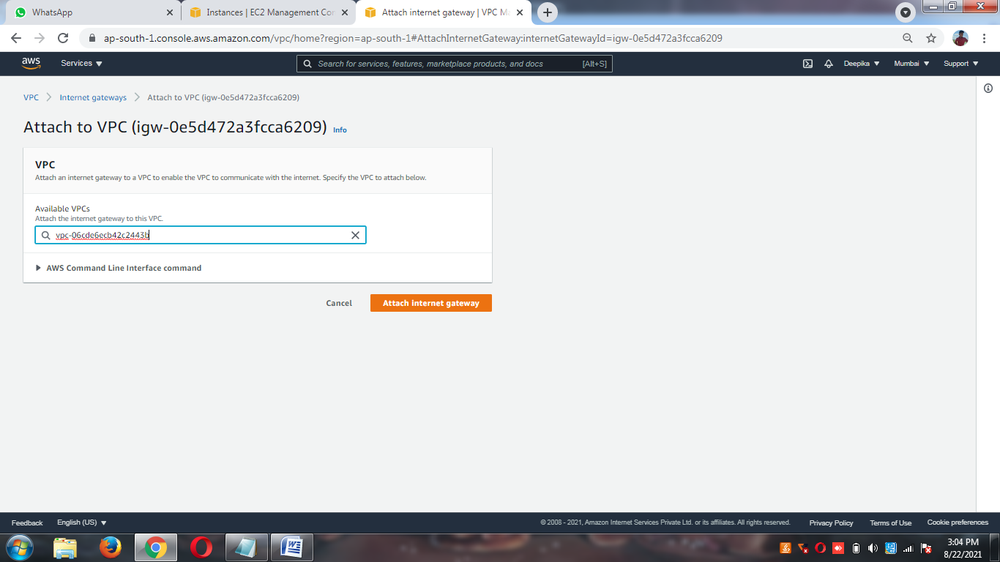 WhatsApp
Instances | EC2 Management Con
Attach internet gateway | VPC M
ap-south-1.console.aws.amazon.com/vpc/home?region=ap-south-1#AttachInternetGateway:internetGatewayId=igw-0e5d472a3fcca6209
aws
Services
Search for services, features, marketplace products, and docs
[Alt+S]
Deepika
Mumbai
Support
VPC
Internet gateways
Attach to VPC (igw-0e5d472a3fcca6209)
Attach to VPC (igw-0e5d472a3fcca6209) Info
VPC
Attach an internet gateway to a VPC to enable the VPC to communicate with the internet. Specify the VPC to attach below.
Available VPCs
Attach the internet gateway to this VPC.
vpc-06cde6ecb42c2443b
AWS Command Line Interface command
Cancel
Attach internet gateway
Feedback
English (US)
© 2008 - 2021, Amazon Internet Services Private Ltd. or its affiliates. All rights reserved.
Privacy Policy
Terms of Use
Cookie preferences
3:04 PM
8/22/2021